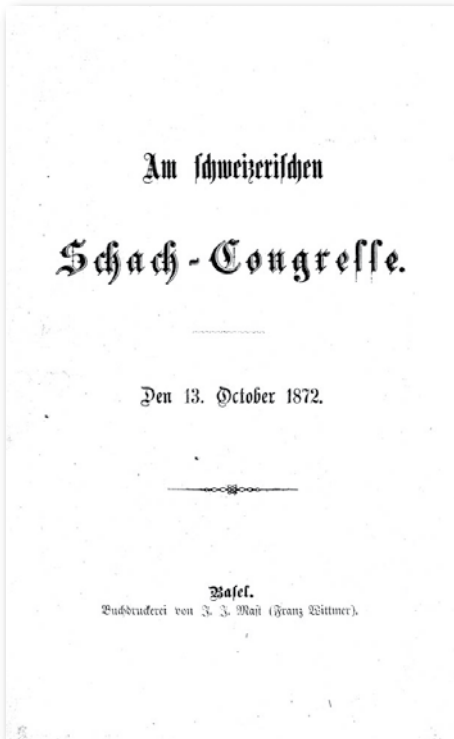 Am schweizerischen
Schach-Congresse.
Den 13. October 1872.
Basel.
Buchdruckerei von J. J. Mast (Franz Wittmer).